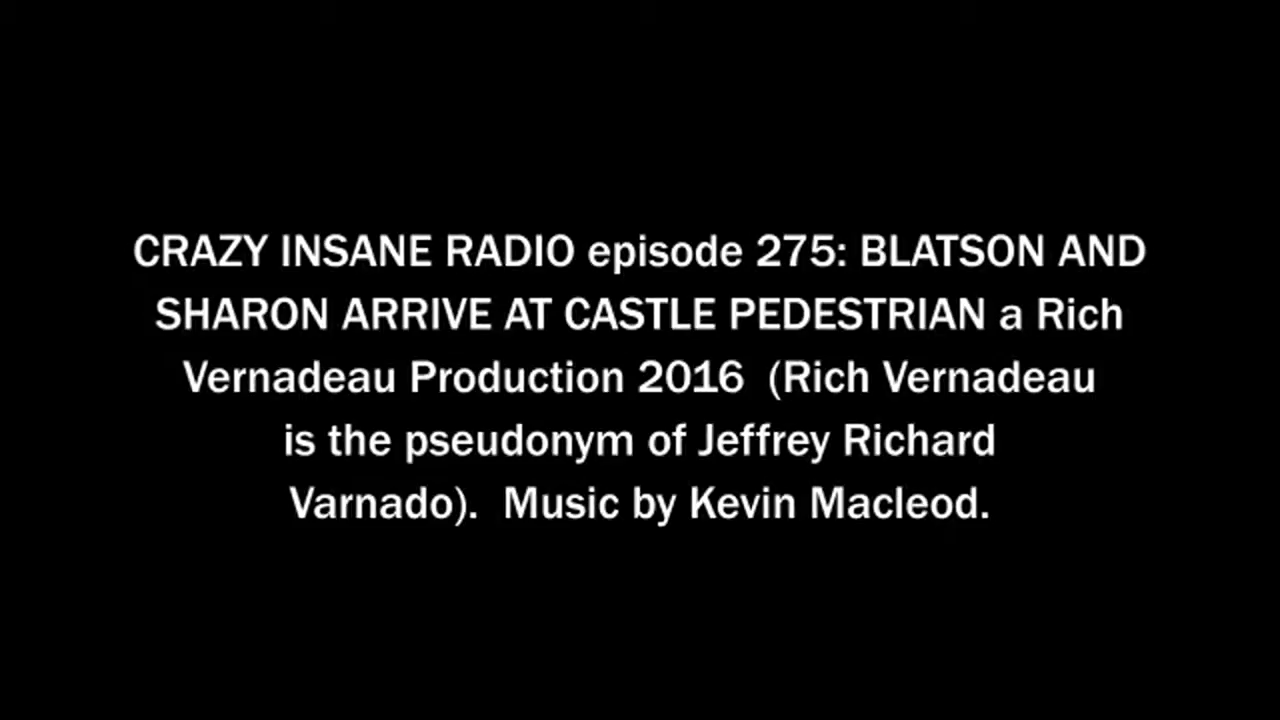 CRAZY INSANE RADIO episode 275: BLATSON AND
SHARON ARRIVE AT CASTLE PEDESTRIAN a Rich
Vernadeau Production 2016  (Rich Vernadeau
is the pseudonym of Jeffrey Richard
Varnado).  Music by Kevin Macleod.